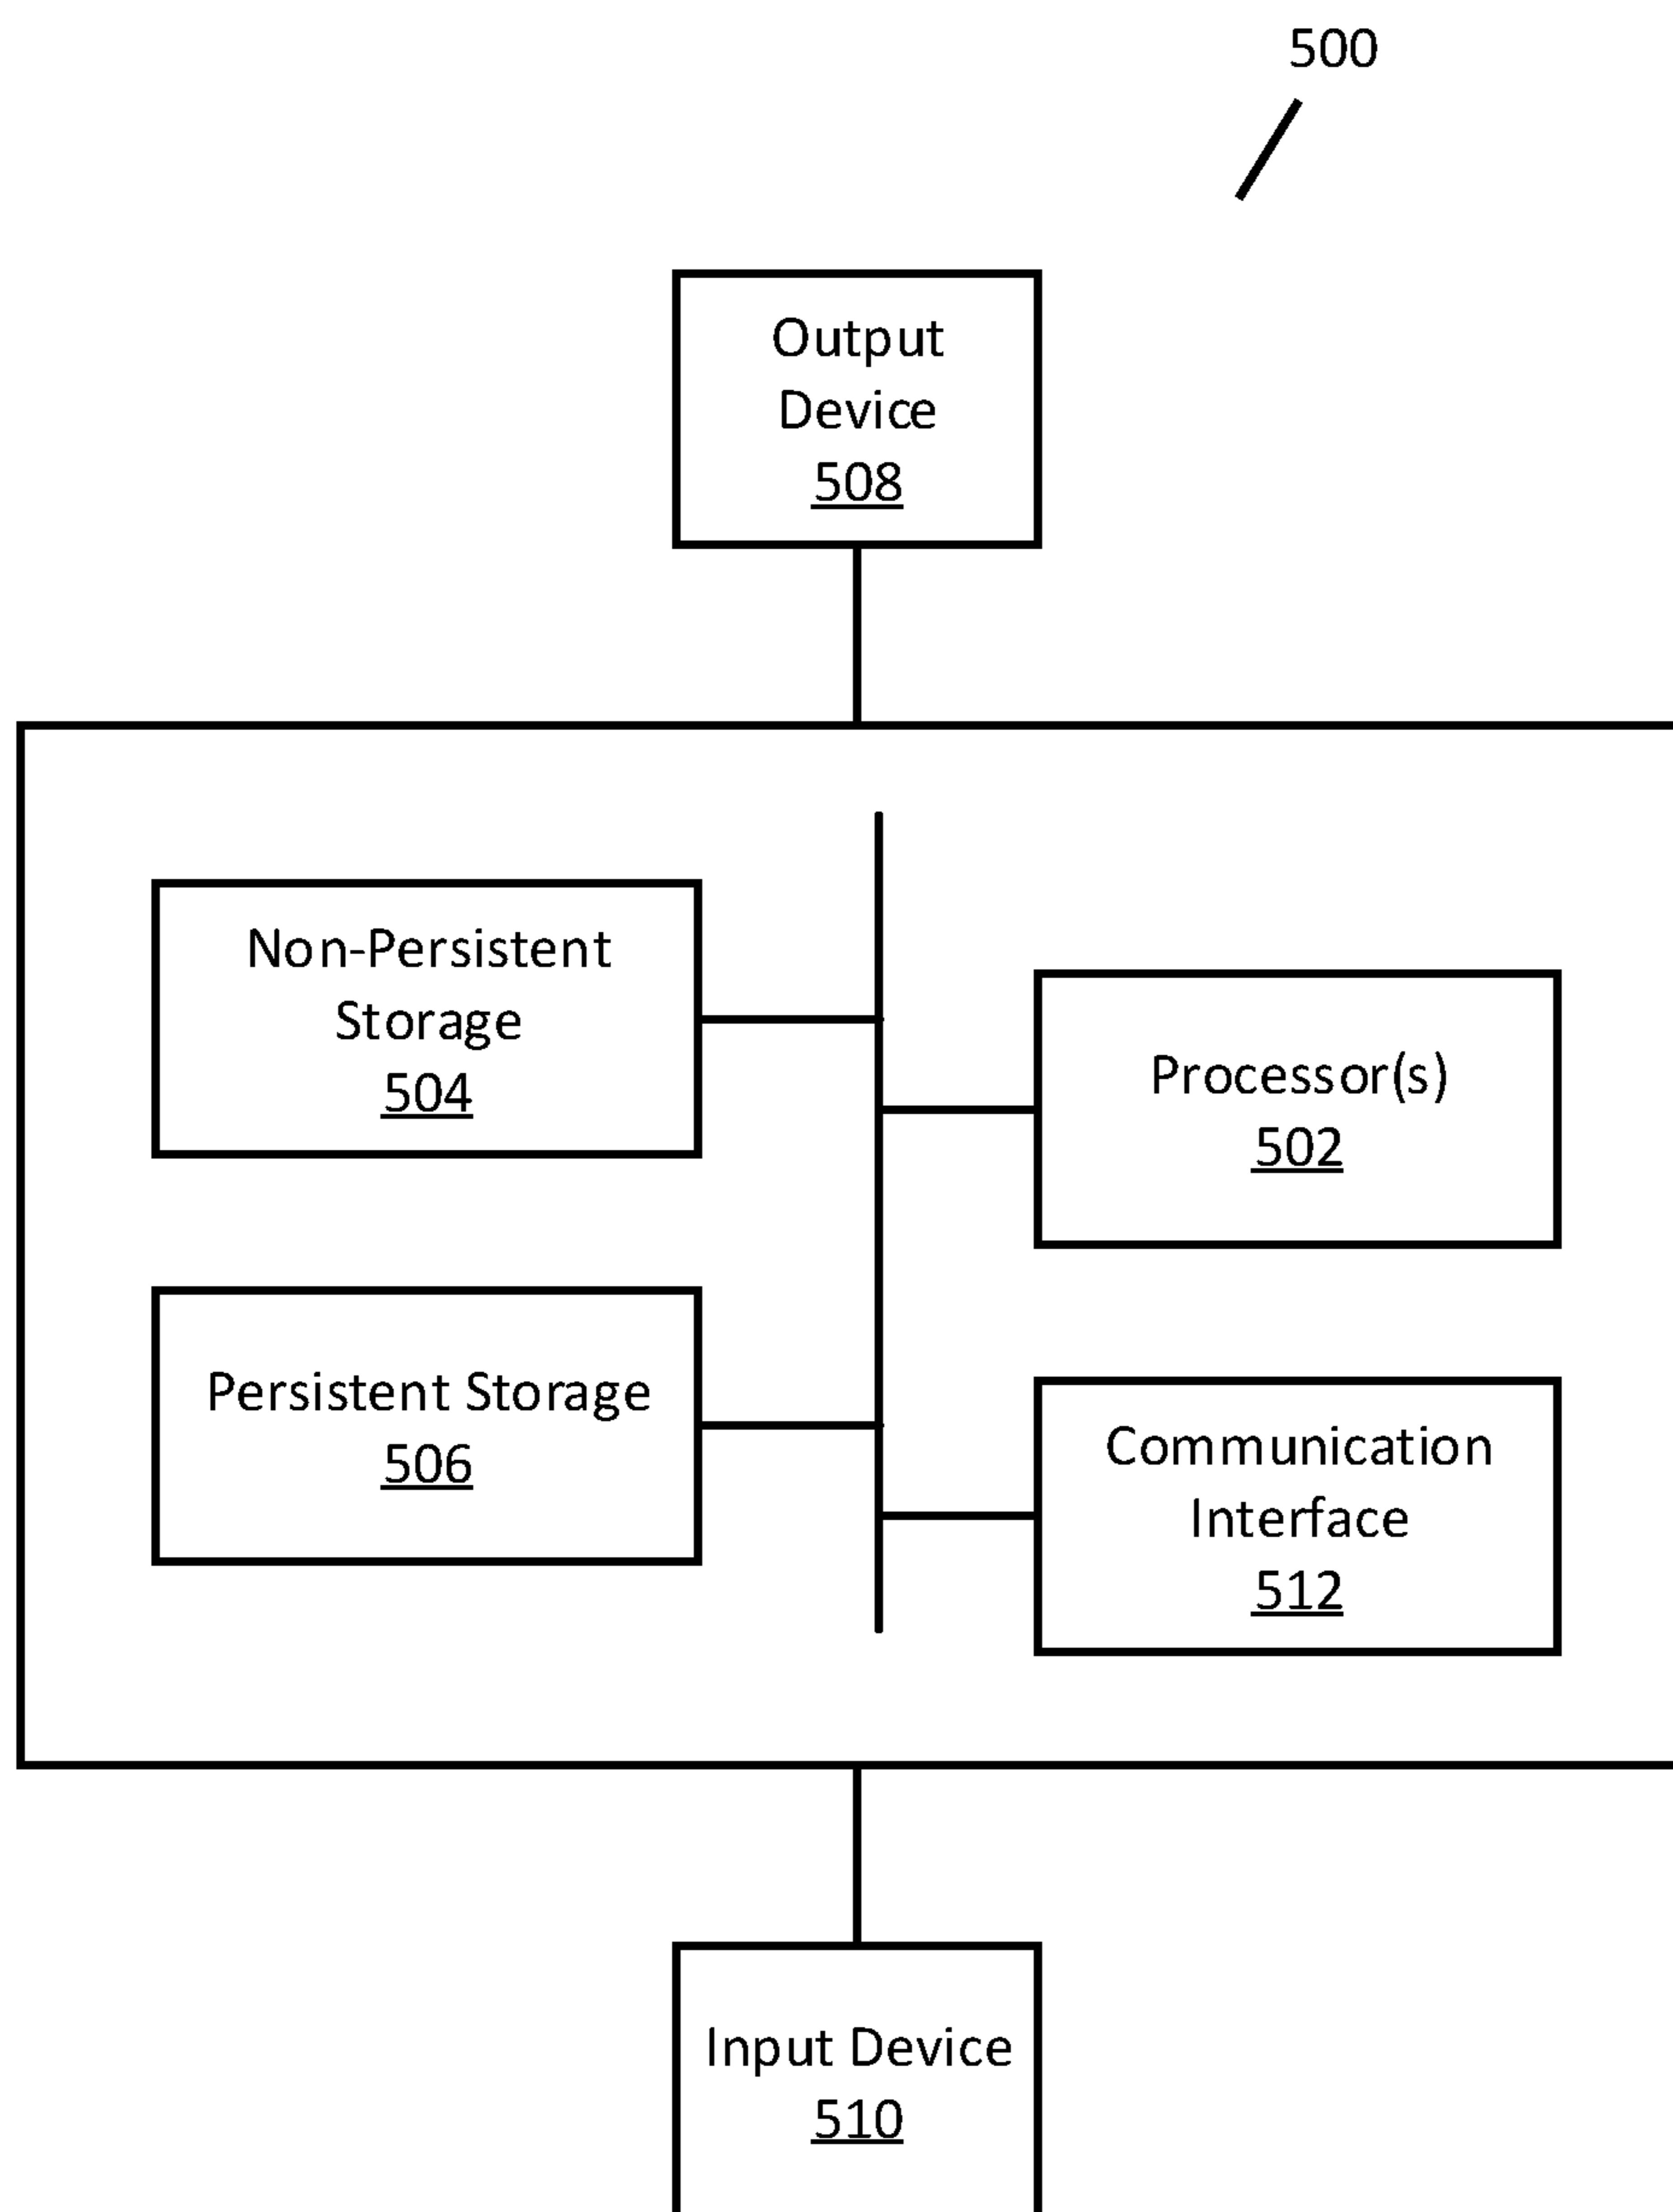 500
Output
Device
508
Non-Persistent
Storage
504
Processor(s)
502
Persistent Storage
506
Communication
Interface
512
Input Device
510